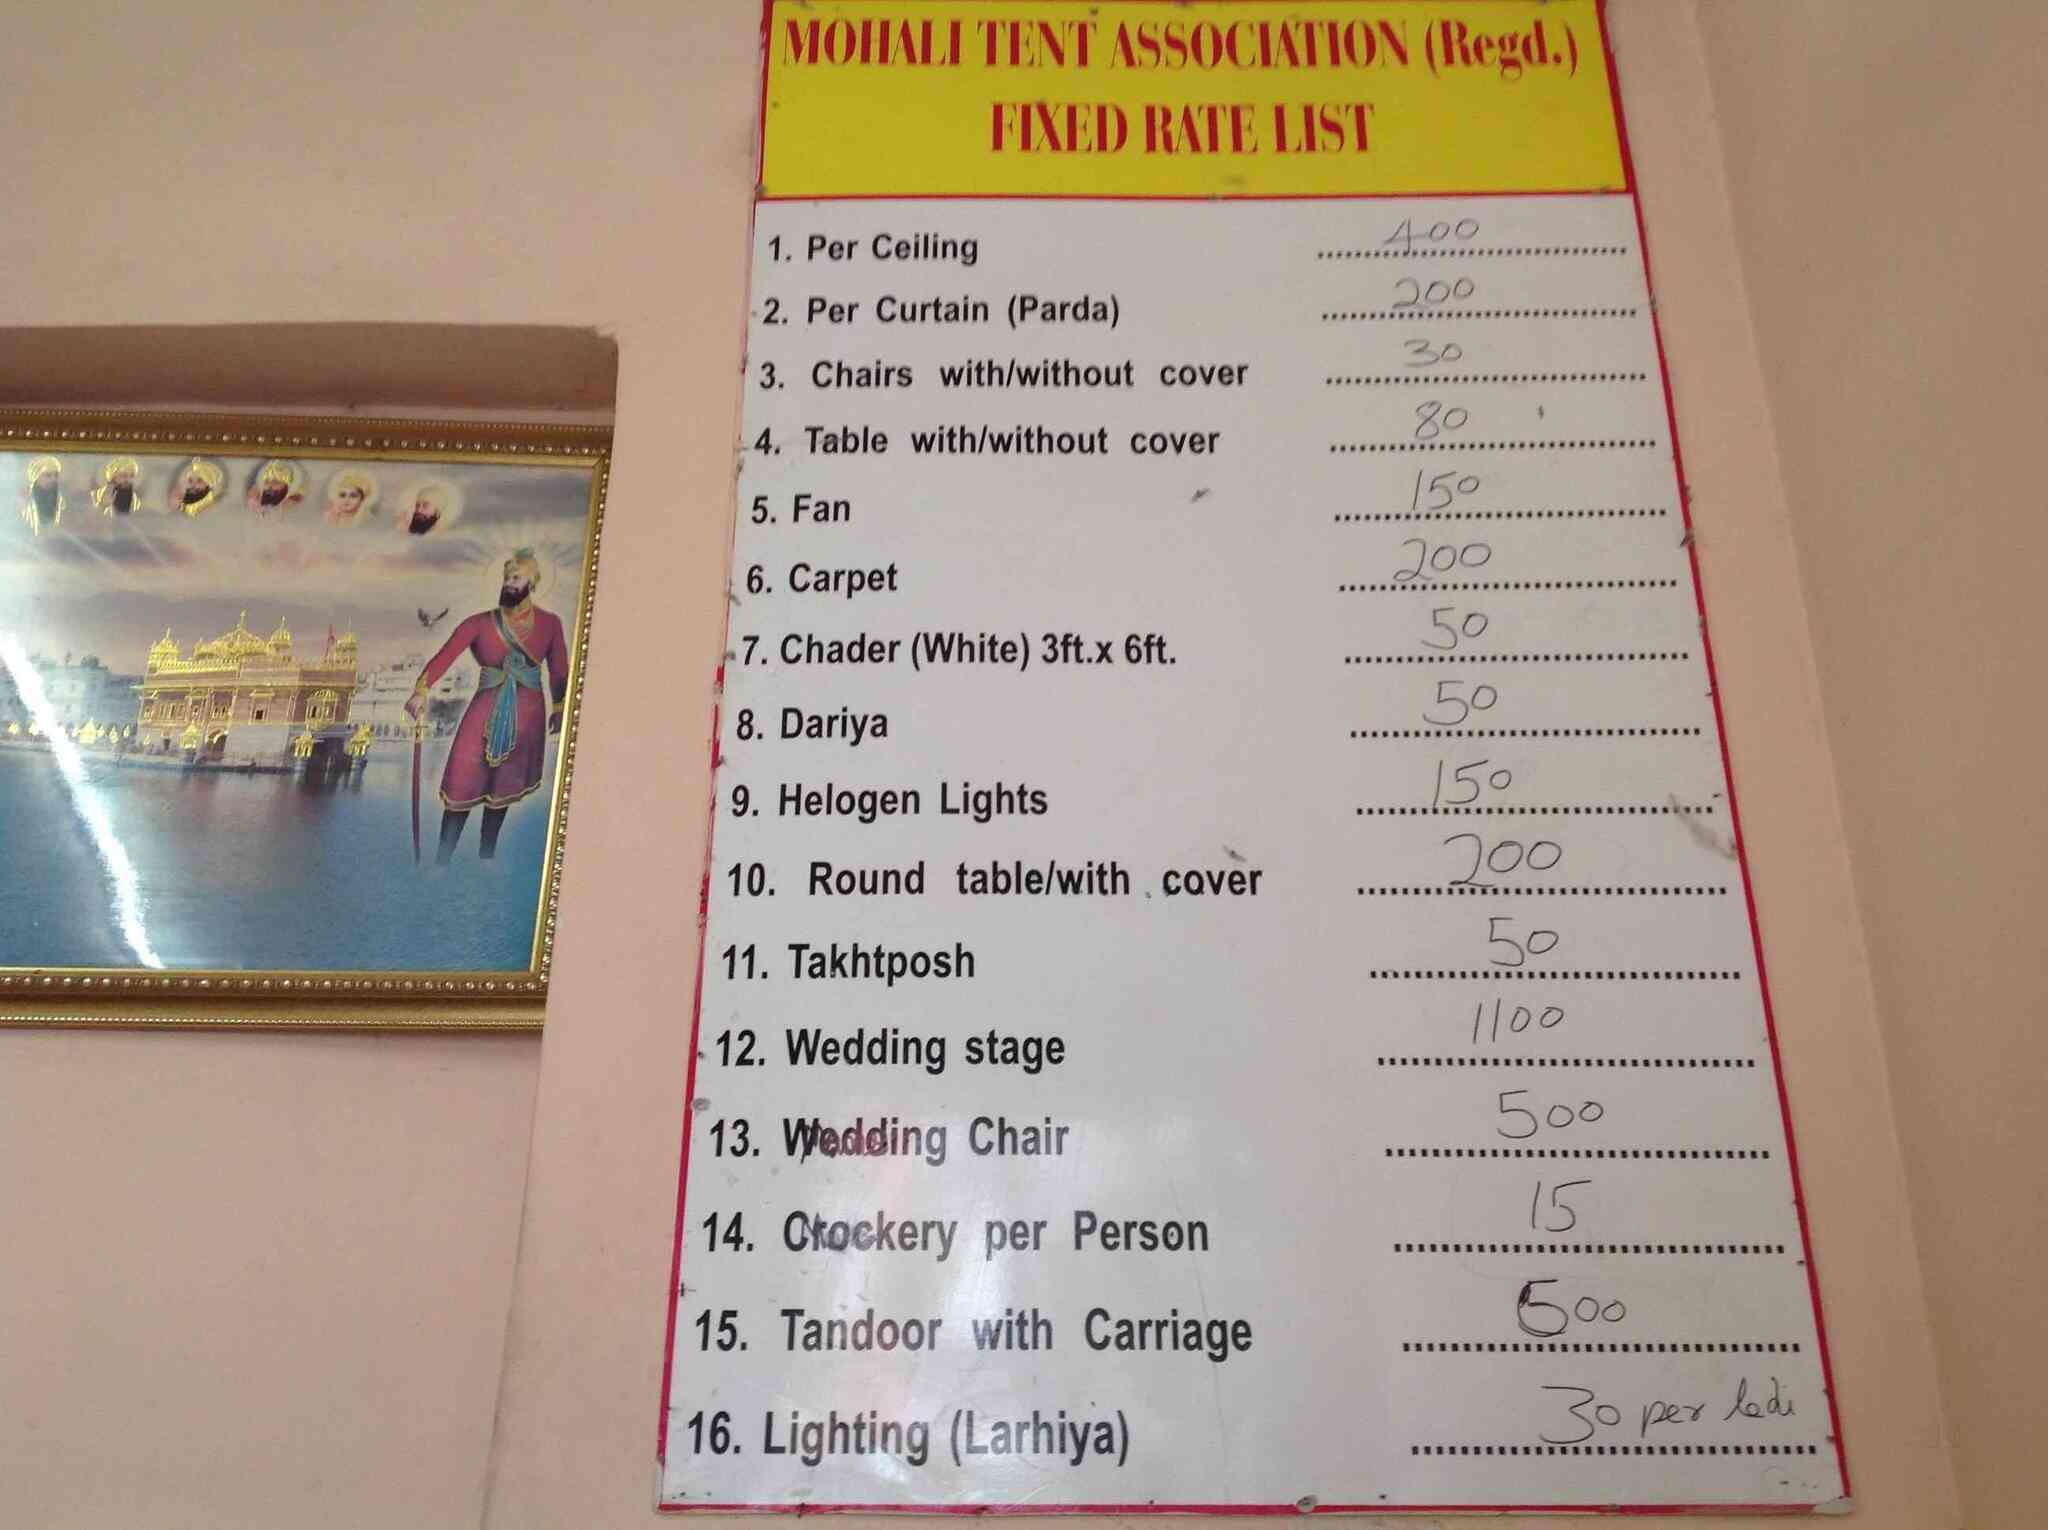 MOHALI TENT ASSOCIATION (Regd.)
FIXED RATE LIST
1. Per Ceiling .................... 400
2. Per Curtain (Parda) .................... 200
3. Chairs with/without cover .................... 30
4. Table with/without cover .................... 80
5. Fan .................... 150
6. Carpet .................... 200
7. Chader (White) 3ft.x 6ft. .................... 50
8. Dariya .................... 50
9. Helogen Lights .................... 150
10. Round table/with cover .................... 200
11. Takhtposh .................... 50
12. Wedding stage .................... 1100
13. Wedding Chair .................... 500
14. Crockery per Person .................... 15
15. Tandoor with Carriage .................... 500
16. Lighting (Larhiya) .................... 30 per ladi